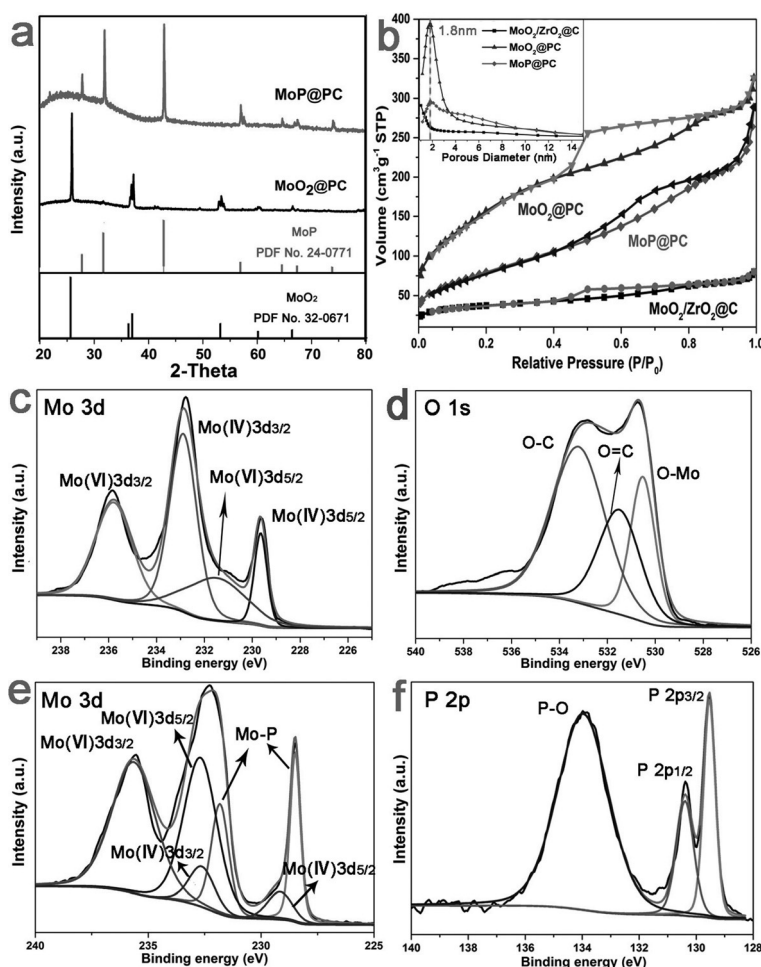 a
Intensity (a.u.)
MoP@PC
MoO₂@PC
MoP
PDF No. 24-0771
MoO₂
PDF No. 32-0671
20 30 40 50 60 70 80
2-Theta
b
Volume (cm³g⁻¹ STP)
400
350
300
250
200
150
100
50
1.8nm
MoO₂/ZrO₂@C
MoO₂@PC
MoP@PC
2 4 6 8 10 12 14
Porous Diameter (nm)
MoO₂@PC
MoP@PC
MoO₂/ZrO₂@C
0.0 0.2 0.4 0.6 0.8 1.0
Relative Pressure (P/P₀)
c Mo 3d
Intensity (a.u.)
Mo(IV)3d3/2
Mo(VI)3d3/2
Mo(VI)3d5/2
Mo(IV)3d5/2
238 236 234 232 230 228 226
Binding energy (eV)
d O 1s
Intensity (a.u.)
O-C
O=C
O-Mo
540 538 536 534 532 530 528 526
Binding energy (eV)
e Mo 3d
Intensity (a.u.)
Mo(VI)3d5/2
Mo(VI)3d3/2
Mo-P
Mo(IV)3d3/2
Mo(IV)3d5/2
240 235 230 225
Binding energy (eV)
f P 2p
Intensity (a.u.)
P-O
P 2p3/2
P 2p1/2
140 138 136 134 132 130 128
Binding energy (eV)